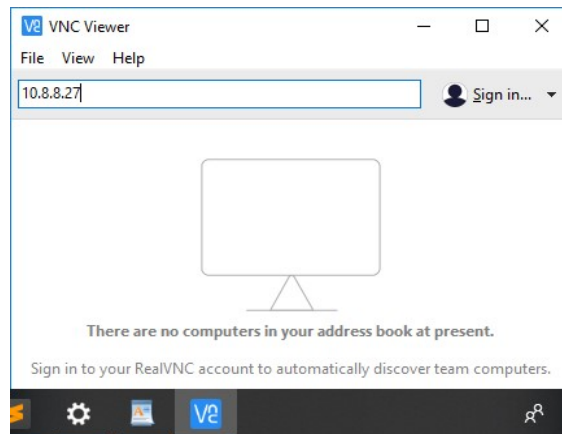 V2 VNC Viewer
File View Help
10.8.8.27
Sign in...
There are no computers in your address book at present.
Sign in to your RealVNC account to automatically discover team computers.
V2